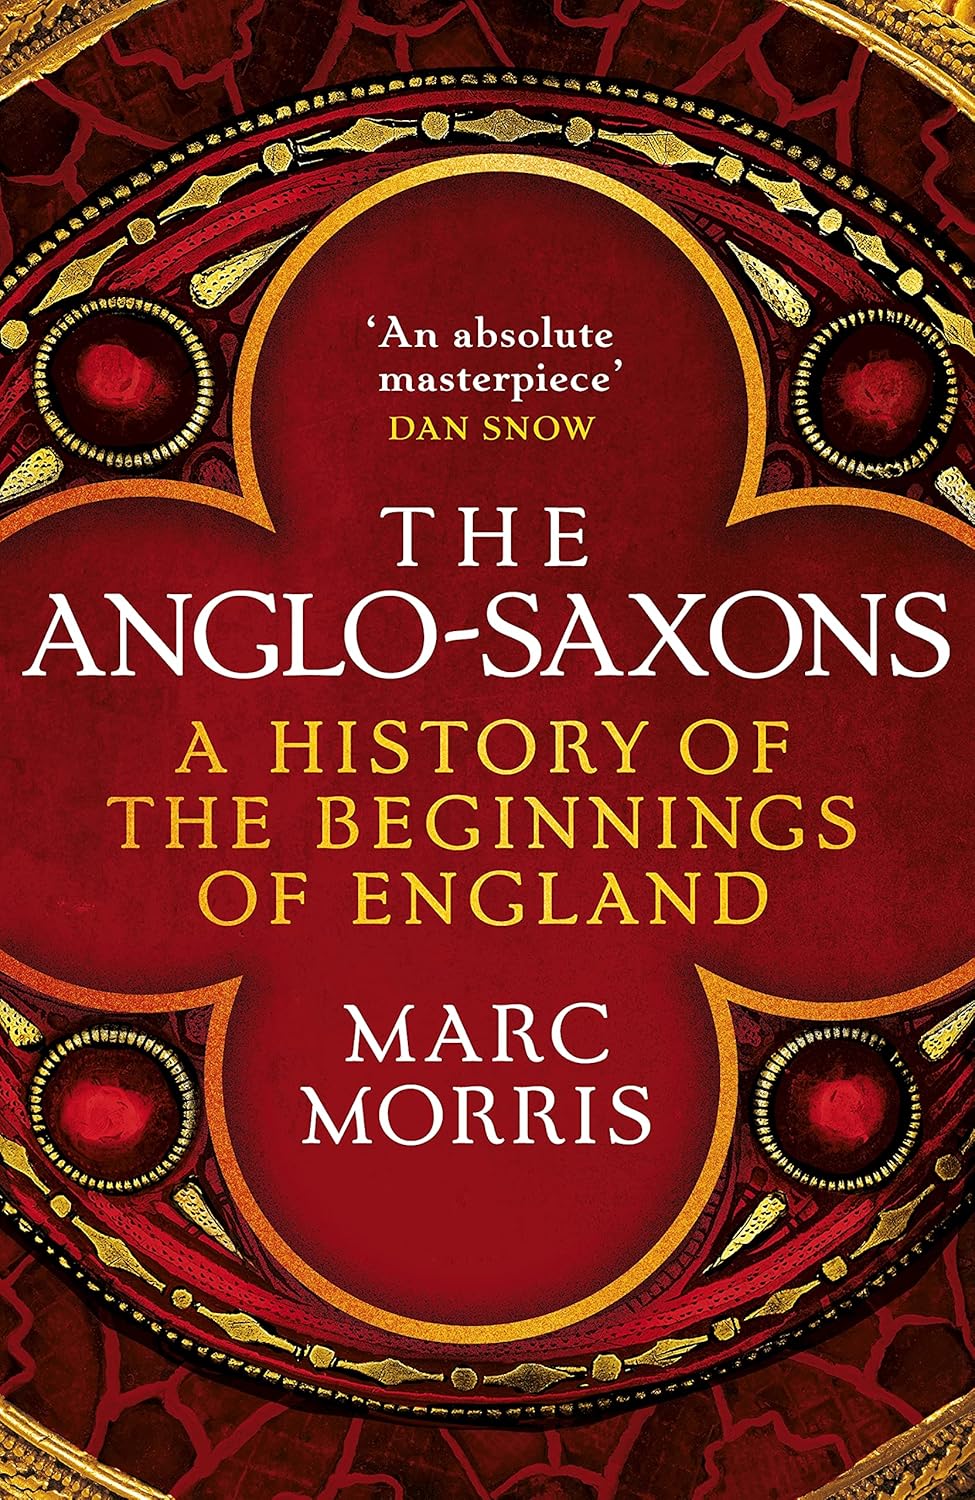 ‘An absolute
masterpiece’
DAN SNOW
THE
ANGLO-SAXONS
A HISTORY OF
THE BEGINNINGS
OF ENGLAND
MARC
MORRIS